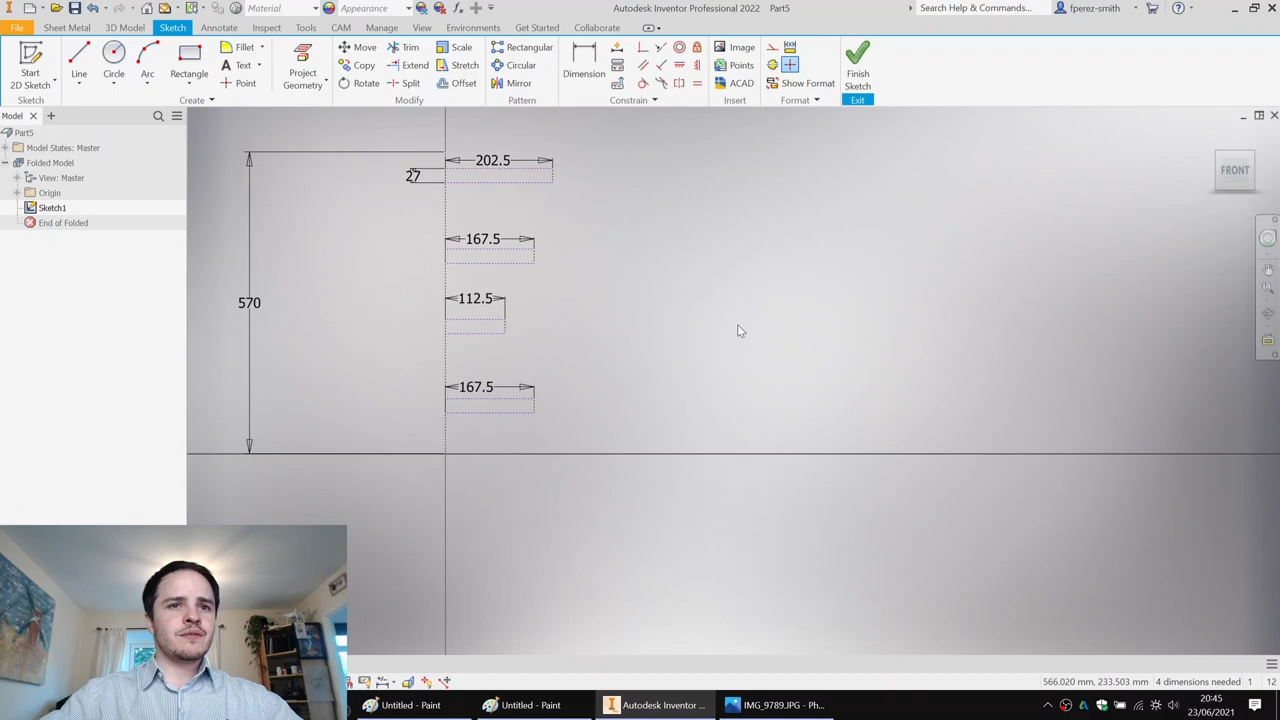 Material
Appearance
Autodesk Inventor Professional 2022 Part5
Search Help & Commands...
fperez-smith
File Sheet Metal 3D Model Sketch Annotate Inspect Tools CAM Manage View Environments Get Started Collaborate
Start
2D Sketch
Line
Circle
Arc
Rectangle
Fillet
Text
Point
Project
Geometry
Move
Copy
Rotate
Trim
Extend
Split
Scale
Stretch
Offset
Rectangular
Circular
Mirror
Dimension
Image
Points
ACAD
Show Format
Finish
Sketch
Sketch
Create
Modify
Pattern
Constrain
Insert
Format
Exit
Model
Part5
Model States: Master
Folded Model
View: Master
Origin
Sketch1
End of Folded
FRONT
202.5
27
167.5
570
112.5
167.5
566.020 mm, 233.503 mm 4 dimensions needed 1 12
Untitled - Paint
Untitled - Paint
Autodesk Inventor ...
IMG_9789.JPG - Ph...
20:45
23/06/2021